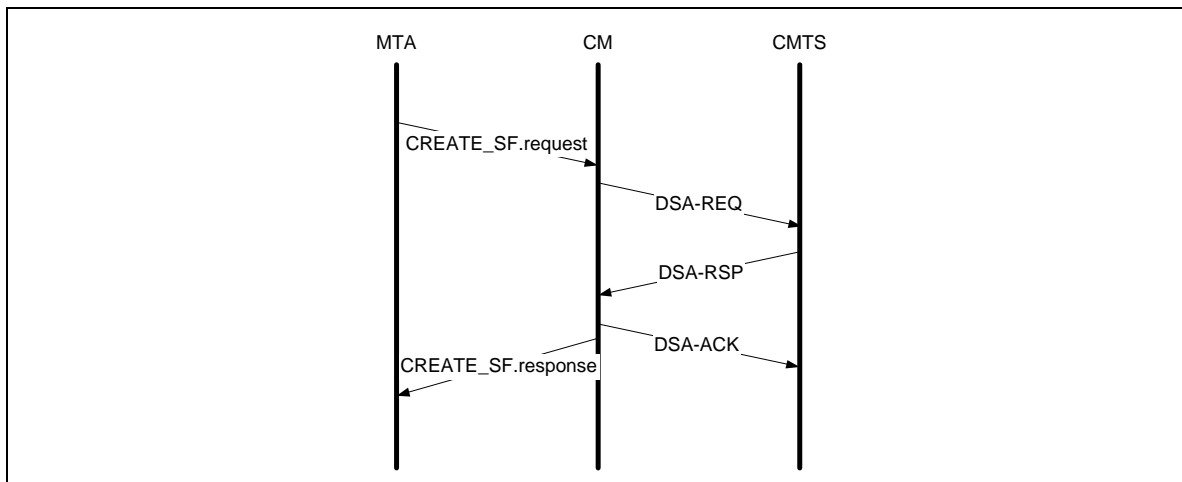 MTA CM CMTS
CREATE_SF.request
DSA-REQ
DSA-RSP
DSA-ACK
CREATE_SF.response